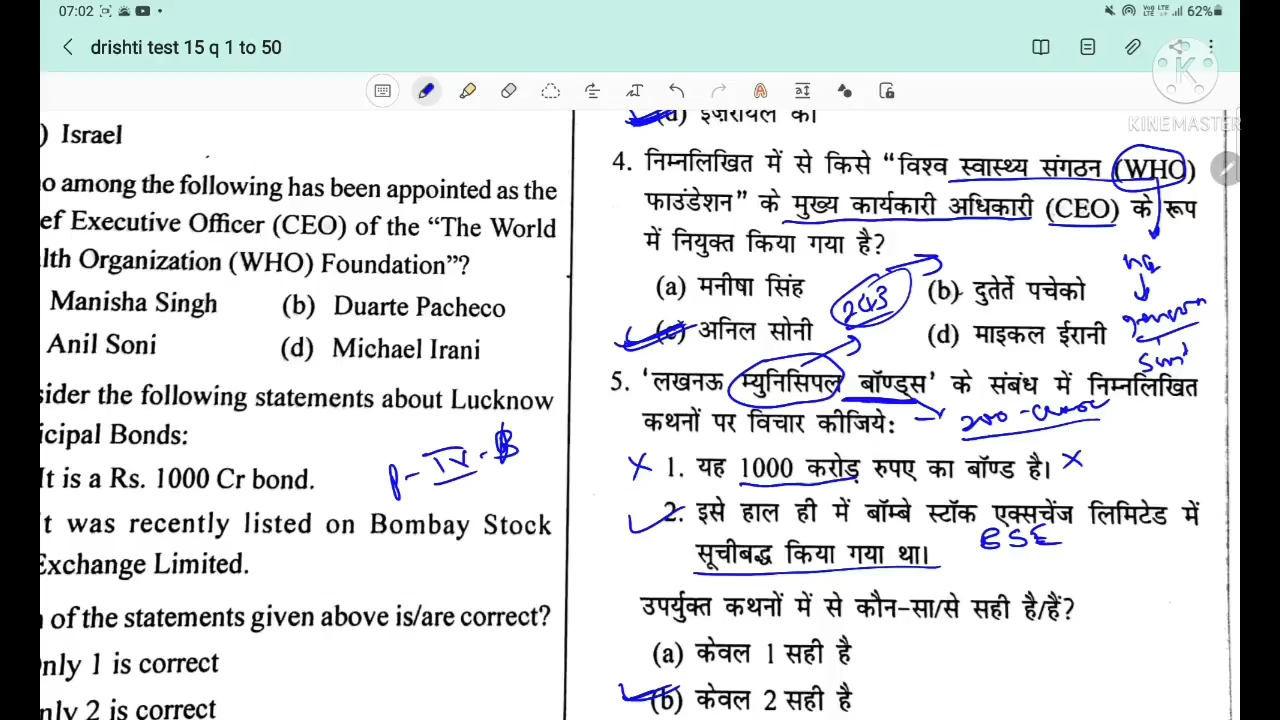 07:02
62%
drishti test 15 q 1 to 50
KINEMASTER
) Israel
o among the following has been appointed as the
ef Executive Officer (CEO) of the “The World
lth Organization (WHO) Foundation”?
Manisha Singh (b) Duarte Pacheco
Anil Soni (d) Michael Irani
sider the following statements about Lucknow
icipal Bonds:
It is a Rs. 1000 Cr bond.
It was recently listed on Bombay Stock
Exchange Limited.
n of the statements given above is/are correct?
Only 1 is correct
Only 2 is correct
P - IX - B
(d) इज़रायल का
4. निम्नलिखित में से किसे “विश्व स्वास्थ्य संगठन (WHO)
फाउंडेशन” के मुख्य कार्यकारी अधिकारी (CEO) के रूप
में नियुक्त किया गया है?
(a) मनीषा सिंह (b) दुतेर्ते पचेको
(c) अनिल सोनी (d) माइकल ईरानी
243
5. ‘लखनऊ म्युनिसिपल बॉण्ड्स’ के संबंध में निम्नलिखित
कथनों पर विचार कीजिये:
X 1. यह 1000 करोड़ रुपए का बॉण्ड है। X
2. इसे हाल ही में बॉम्बे स्टॉक एक्सचेंज लिमिटेड में
सूचीबद्ध किया गया था।
BSE
उपर्युक्त कथनों में से कौन-सा/से सही है/हैं?
(a) केवल 1 सही है
(b) केवल 2 सही है